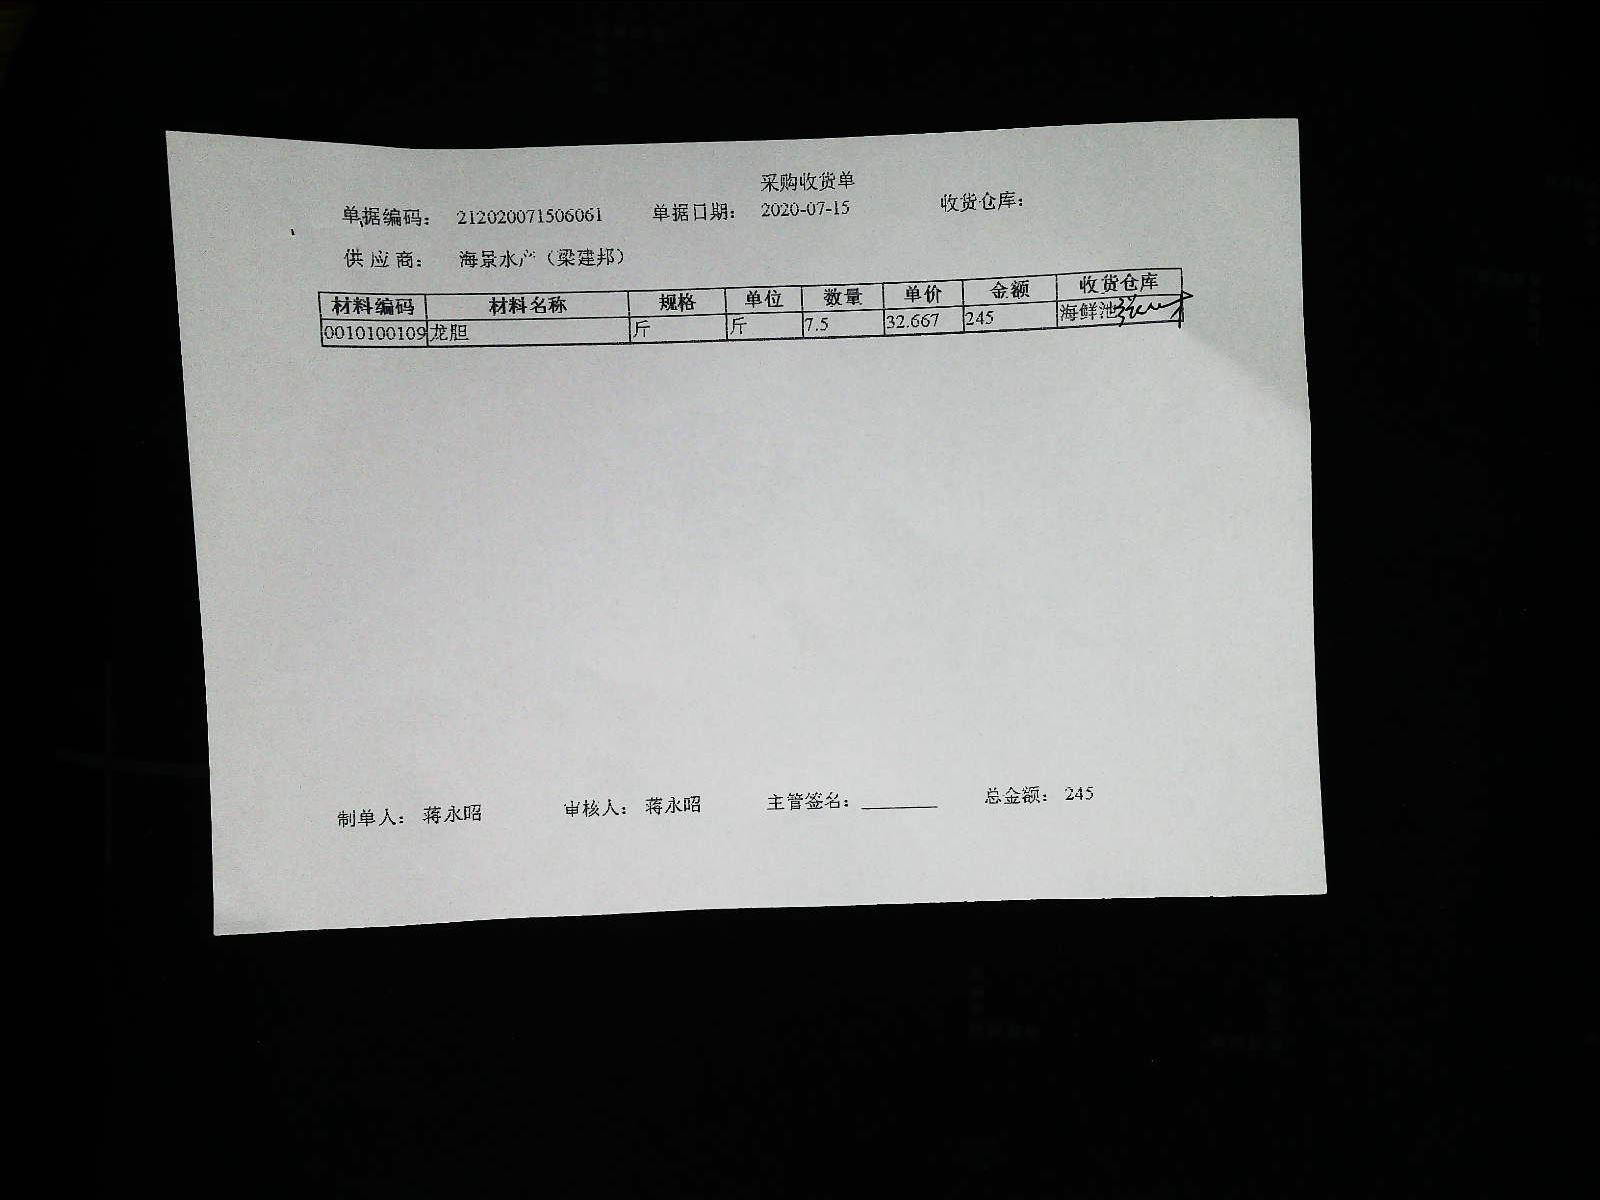 采购收货单
单据编码： 212020071506061 单据日期： 2020-07-15 收货仓库：
供 应 商： 海景水产（梁建邦）
材料编码 材料名称 规格 单位 数量 单价 金额 收货仓库
0010100109 龙胆 斤 斤 7.5 32.667 245 海鲜池
制单人： 蒋永昭 审核人： 蒋永昭 主管签名：________ 总金额： 245